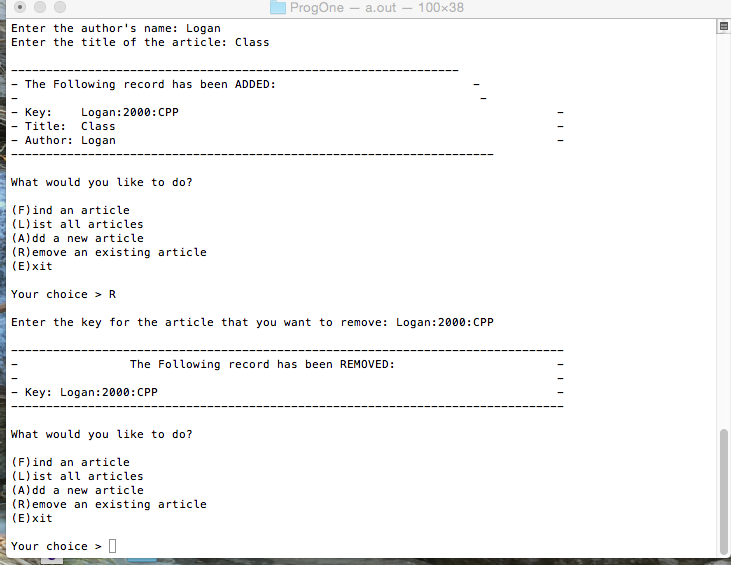 ProgOne — a.out — 100×38
Enter the author's name: Logan
Enter the title of the article: Class
----------------------------------------------------------------
- The Following record has been ADDED:                            -
-                                                                  -
- Key:    Logan:2000:CPP                                                      -
- Title:  Class                                                               -
- Author: Logan                                                               -
---------------------------------------------------------------------
What would you like to do?
(F)ind an article
(L)ist all articles
(A)dd a new article
(R)emove an existing article
(E)xit
Your choice > R
Enter the key for the article that you want to remove: Logan:2000:CPP
-------------------------------------------------------------------------------
-                The Following record has been REMOVED:                       -
-                                                                             -
- Key: Logan:2000:CPP                                                         -
-------------------------------------------------------------------------------
What would you like to do?
(F)ind an article
(L)ist all articles
(A)dd a new article
(R)emove an existing article
(E)xit
Your choice >